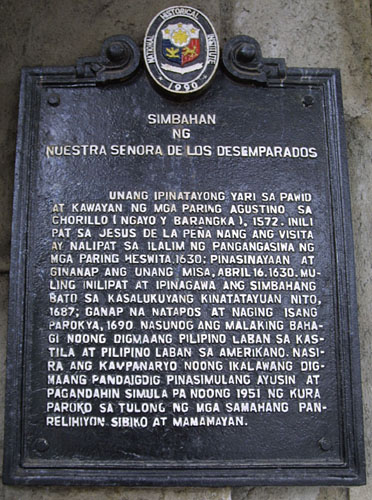 NATIONAL HISTORICAL INSTITUTE
1990
SIMBAHAN
NG
NUESTRA SENORA DE LOS DESEMPARADOS
UNANG IPINATAYONG YARI SA PAWID
AT KAWAYAN NG MGA PARING AGUSTINO SA
CHORILLO (NGAYO Y BARANGKA), 1572. INILI
PAT SA JESUS DE LA PEÑA NANG ANG VISITA
AY NALIPAT SA ILALIM NG PANGANGASIWA NG
MGA PARING HESWITA, 1630; PINASINAYAAN AT
GINANAP ANG UNANG MISA, ABRIL 16, 1630. MU-
LING INILIPAT AT IPINAGAWA ANG SIMBAHANG
BATO SA KASALUKUYANG KINATATAYUAN NITO,
1687; GANAP NA NATAPOS AT NAGING ISANG
PAROKYA, 1690 NASUNOG ANG MALAKING BAHA-
GI NOONG DIGMAANG PILIPINO LABAN SA KAS-
TILA AT PILIPINO LABAN SA AMERIKANO. NASI-
RA ANG KAMPANARYO NOONG IKALAWANG DIG-
MAANG PANDAIGDIG PINASIMULANG AYUSIN AT
PAGANDAHIN SIMULA PA NOONG 1951 NG KURA
PAROKO SA TULONG NG MGA SAMAHANG PAN-
RELIHIYON SIBIKO AT MAMAMAYAN.